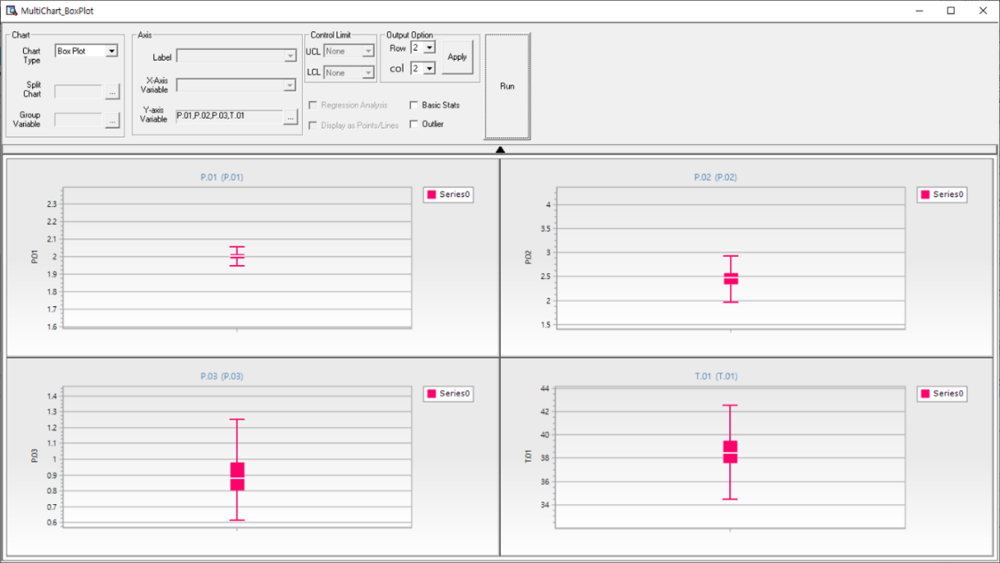 MultiChart_BoxPlot
Chart
Chart Type
Box Plot
Split Chart
...
Group Variable
...
Axis
Label
X-Axis Variable
Y-axis Variable
P.01,P.02,P.03,T.01
...
Control Limit
UCL
None
LCL
None
Output Option
Row
2
col
2
Apply
Regression Analysis
Basic Stats
Display as Points/Lines
Outlier
Run
P.01 (P.01)
Series0
P.01
2.3
2.2
2.1
2
1.9
1.8
1.7
1.6
P.02 (P.02)
Series0
P.02
4
3.5
3
2.5
2
1.5
P.03 (P.03)
Series0
P.03
1.4
1.3
1.2
1.1
1
0.9
0.8
0.7
0.6
T.01 (T.01)
Series0
T.01
44
42
40
38
36
34